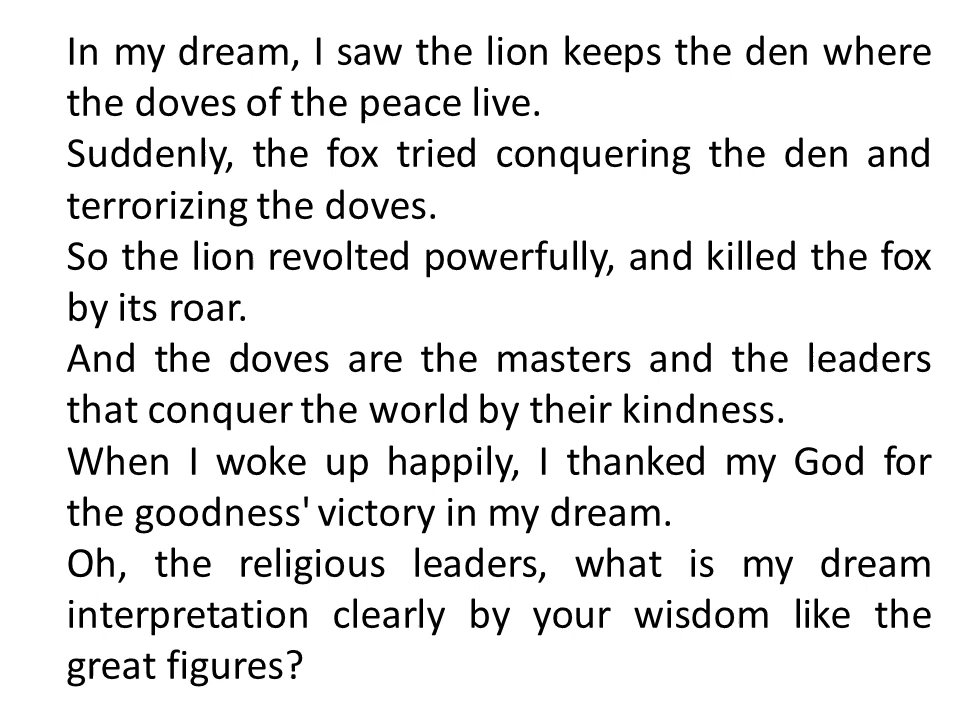 In my dream, I saw the lion keeps the den where
the doves of the peace live.
Suddenly, the fox tried conquering the den and
terrorizing the doves.
So the lion revolted powerfully, and killed the fox
by its roar.
And the doves are the masters and the leaders
that conquer the world by their kindness.
When I woke up happily, I thanked my God for
the goodness' victory in my dream.
Oh, the religious leaders, what is my dream
interpretation clearly by your wisdom like the
great figures?